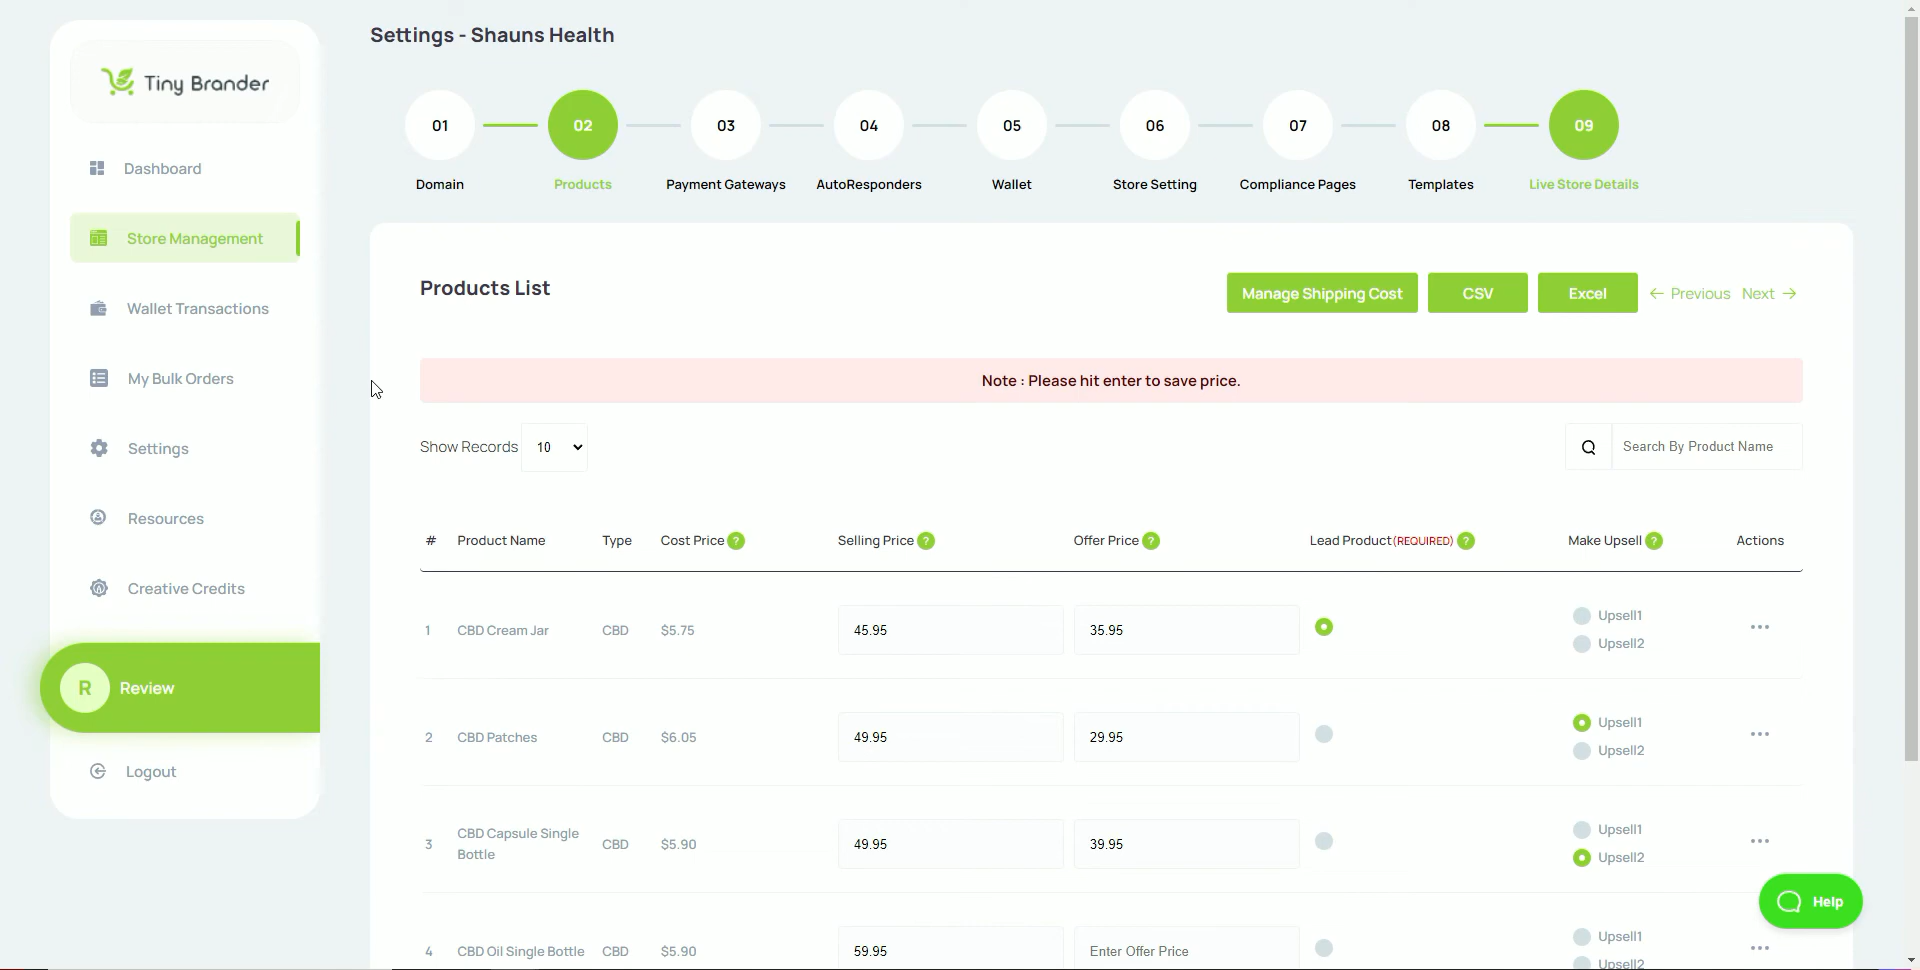 Settings - Shauns Health
Tiny Brander
01 02 03 04 05 06 07 08 09
Domain Products Payment Gateways AutoResponders Wallet Store Setting Compliance Pages Templates Live Store Details
Dashboard
Store Management
Wallet Transactions
My Bulk Orders
Settings
Resources
Creative Credits
R Review
Logout
Products List
Manage Shipping Cost CSV Excel ← Previous Next →
Note : Please hit enter to save price.
Show Records 10 Search By Product Name
# Product Name Type Cost Price ? Selling Price ? Offer Price ? Lead Product(REQUIRED) ? Make Upsell ? Actions
1 CBD Cream Jar CBD $5.75 45.95 35.95 Upsell1
Upsell2
2 CBD Patches CBD $6.05 49.95 29.95 Upsell1
Upsell2
3 CBD Capsule Single
Bottle CBD $5.90 49.95 39.95 Upsell1
Upsell2
4 CBD Oil Single Bottle CBD $5.90 59.95 Enter Offer Price Upsell1
Upsell2
Help